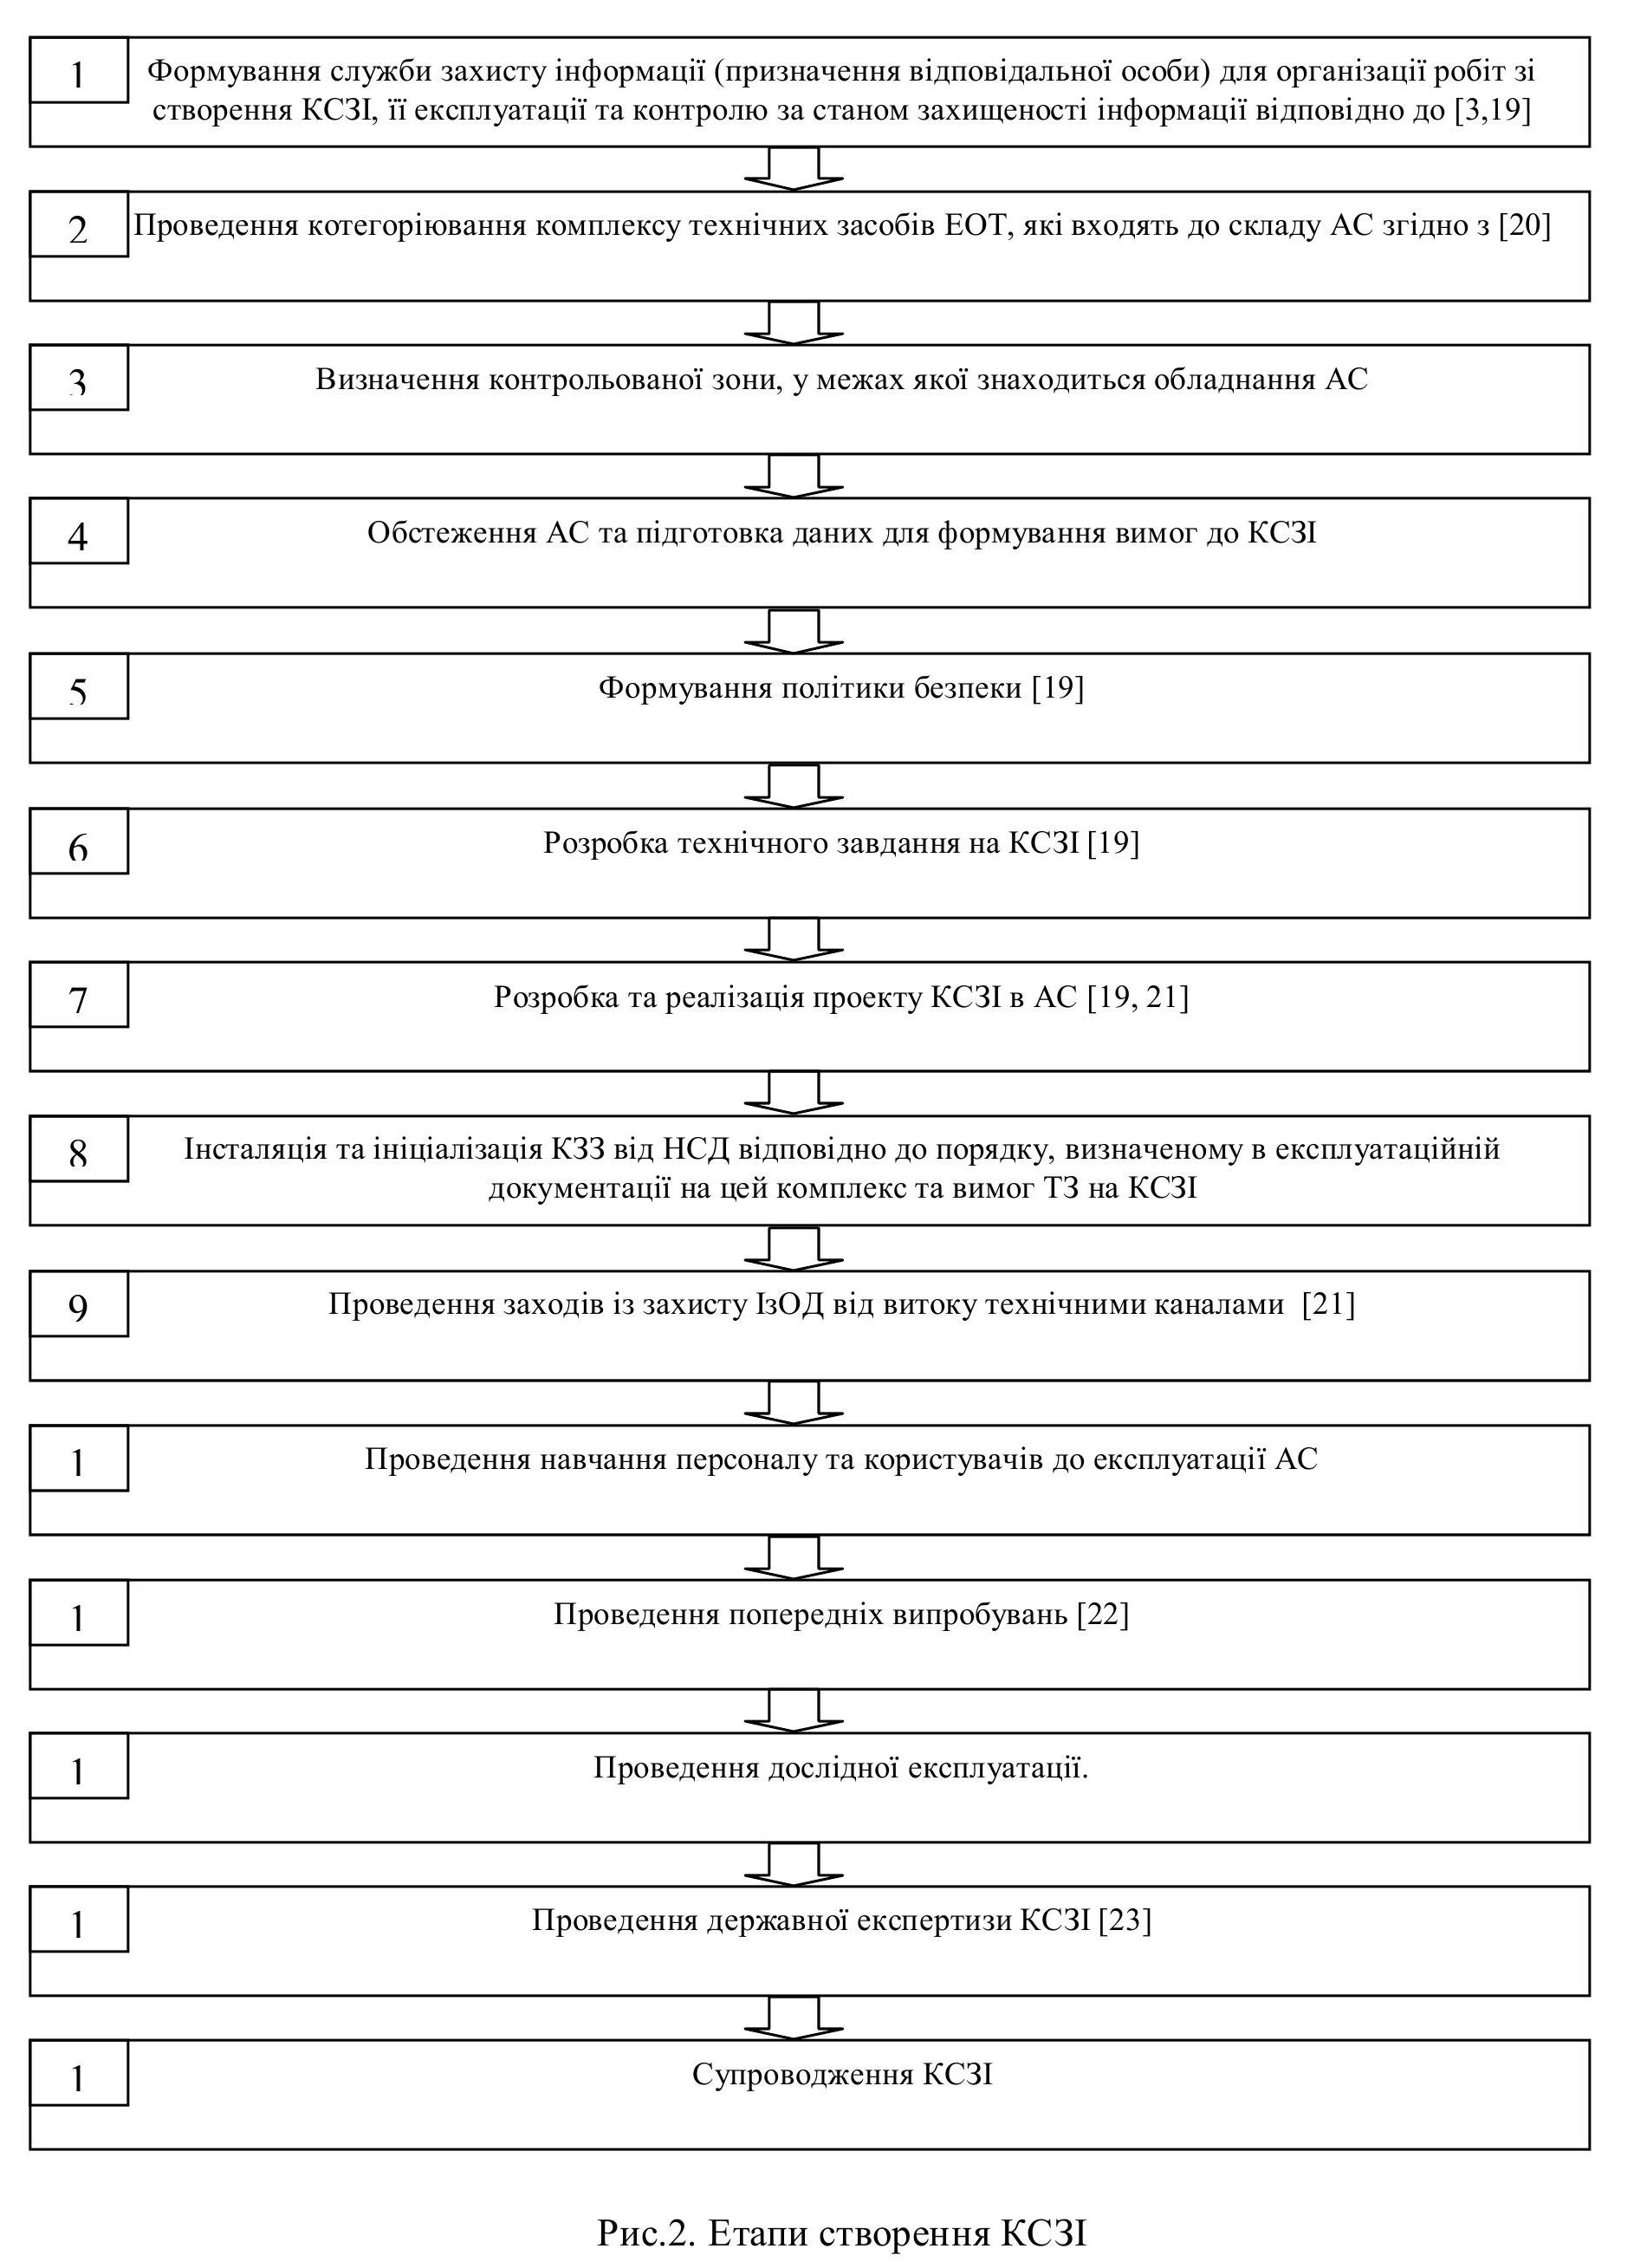 1
Формування служби захисту інформації (призначення відповідальної особи) для організації робіт зі
створення КСЗІ, її експлуатації та контролю за станом захищеності інформації відповідно до [3,19]
2
Проведення котегоріювання комплексу технічних засобів ЕОТ, які входять до складу АС згідно з [20]
3
Визначення контрольованої зони, у межах якої знаходиться обладнання АС
4
Обстеження АС та підготовка даних для формування вимог до КСЗІ
5
Формування політики безпеки [19]
6
Розробка технічного завдання на КСЗІ [19]
7
Розробка та реалізація проекту КСЗІ в АС [19, 21]
8
Інсталяція та ініціалізація КЗЗ від НСД відповідно до порядку, визначеному в експлуатаційній
документації на цей комплекс та вимог ТЗ на КСЗІ
9
Проведення заходів із захисту ІзОД від витоку технічними каналами [21]
1
Проведення навчання персоналу та користувачів до експлуатації АС
1
Проведення попередніх випробувань [22]
1
Проведення дослідної експлуатації.
1
Проведення державної експертизи КСЗІ [23]
1
Супроводження КСЗІ
Рис.2. Етапи створення КСЗІ